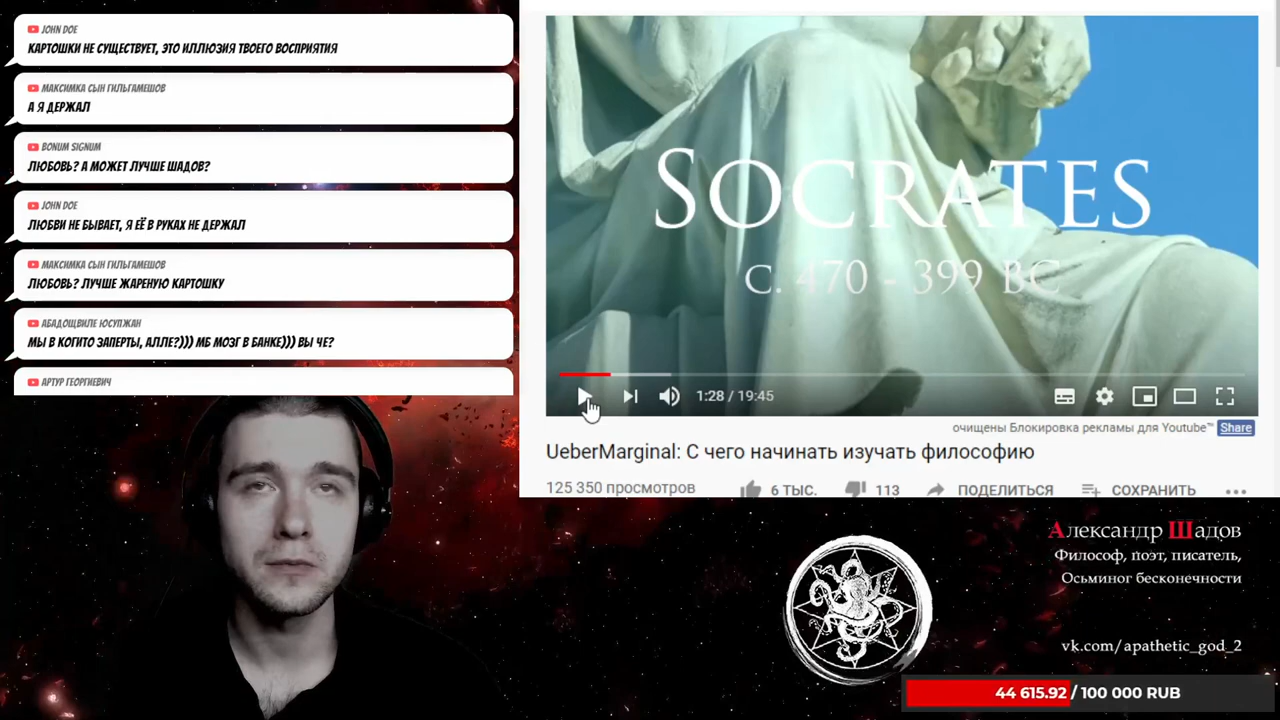 JOHN DOE
КАРТОШКИ НЕ СУЩЕСТВУЕТ, ЭТО ИЛЛЮЗИЯ ТВОЕГО ВОСПРИЯТИЯ
МАКСИМКА СЫН ГИЛЬГАМЕШОВ
А Я ДЕРЖАЛ
BONUM SIGNUM
ЛЮБОВЬ? А МОЖЕТ ЛУЧШЕ ШАДОВ?
JOHN DOE
ЛЮБВИ НЕ БЫВАЕТ, Я ЕЁ В РУКАХ НЕ ДЕРЖАЛ
МАКСИМКА СЫН ГИЛЬГАМЕШОВ
ЛЮБОВЬ? ЛУЧШЕ ЖАРЕНУЮ КАРТОШКУ
АБАДОЩВИЛЕ ЮСУПЖАН
МЫ В КОГИТО ЗАПЕРТЫ, АЛЛЕ?))) МБ МОЗГ В БАНКЕ))) ВЫ ЧЕ?
АРТУР ГЕОРГИЕВИЧ
SOCRATES
C. 470 - 399 BC
1:28 / 19:45
очищены Блокировка рекламы для Youtube™ Share
UeberMarginal: С чего начинать изучать философию
125 350 просмотров
6 Т�ыС. 113 ПОДЕЛИТЬСЯ СОХРАНИТЬ
Александр Шадов
Философ, поэт, писатель,
Осьминог бесконечности
vk.com/apathetic_god_2
44 615.92 / 100 000 RUB